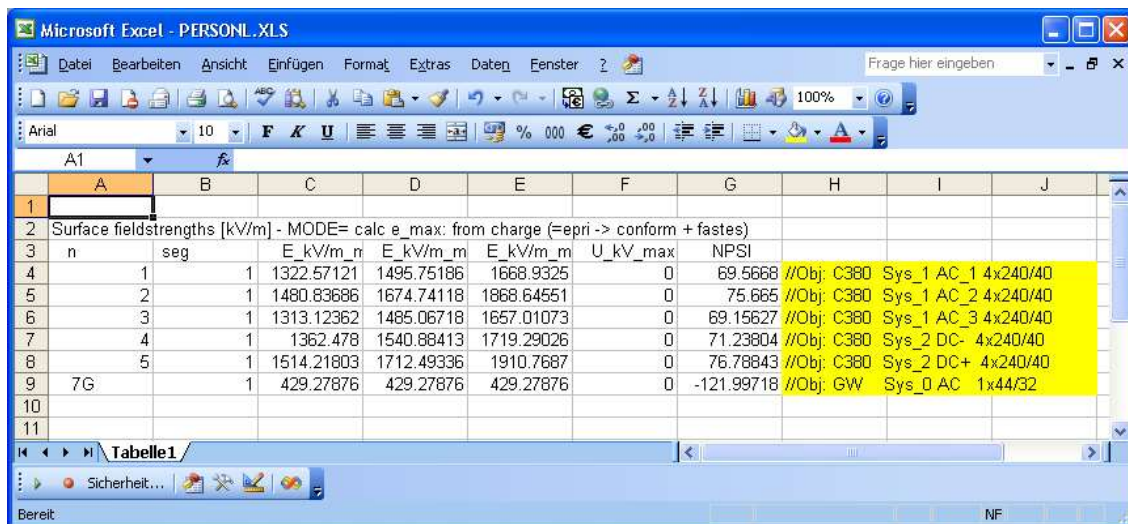 Microsoft Excel - PERSONL.XLS
Datei Bearbeiten Ansicht Einfügen Format Extras Daten Fenster ? Frage hier eingeben
100%
Arial 10 F K U % 000 €
A1 fx
A B C D E F G H I J
1
2 Surface fieldstrengths [kV/m] - MODE= calc e_max: from charge (=epri -> conform + fastes)
3 n seg E_kV/m_m E_kV/m_m E_kV/m_m U_kV_max NPSI
4 1 1 1322.57121 1495.75186 1668.9325 0 69.5668 //Obj: C380 Sys_1 AC_1 4x240/40
5 2 1 1480.83686 1674.74118 1868.64551 0 75.665 //Obj: C380 Sys_1 AC_2 4x240/40
6 3 1 1313.12362 1485.06718 1657.01073 0 69.15627 //Obj: C380 Sys_1 AC_3 4x240/40
7 4 1 1362.478 1540.88413 1719.29026 0 71.23804 //Obj: C380 Sys_2 DC- 4x240/40
8 5 1 1514.21803 1712.49336 1910.7687 0 76.78843 //Obj: C380 Sys_2 DC+ 4x240/40
9 7G 1 429.27876 429.27876 429.27876 0 -121.99718 //Obj: GW Sys_0 AC 1x44/32
10
11
Tabelle1
Sicherheit...
Bereit NF